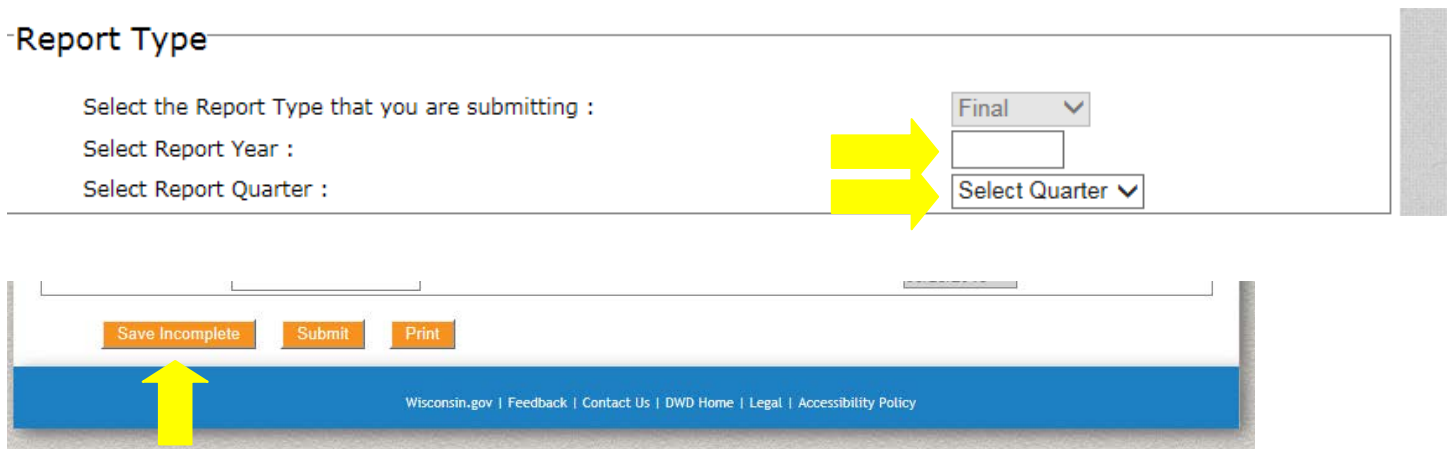 Report Type
Select the Report Type that you are submitting : Final
Select Report Year :
Select Report Quarter : Select Quarter
Save Incomplete Submit Print
Wisconsin.gov | Feedback | Contact Us | DWD Home | Legal | Accessibility Policy